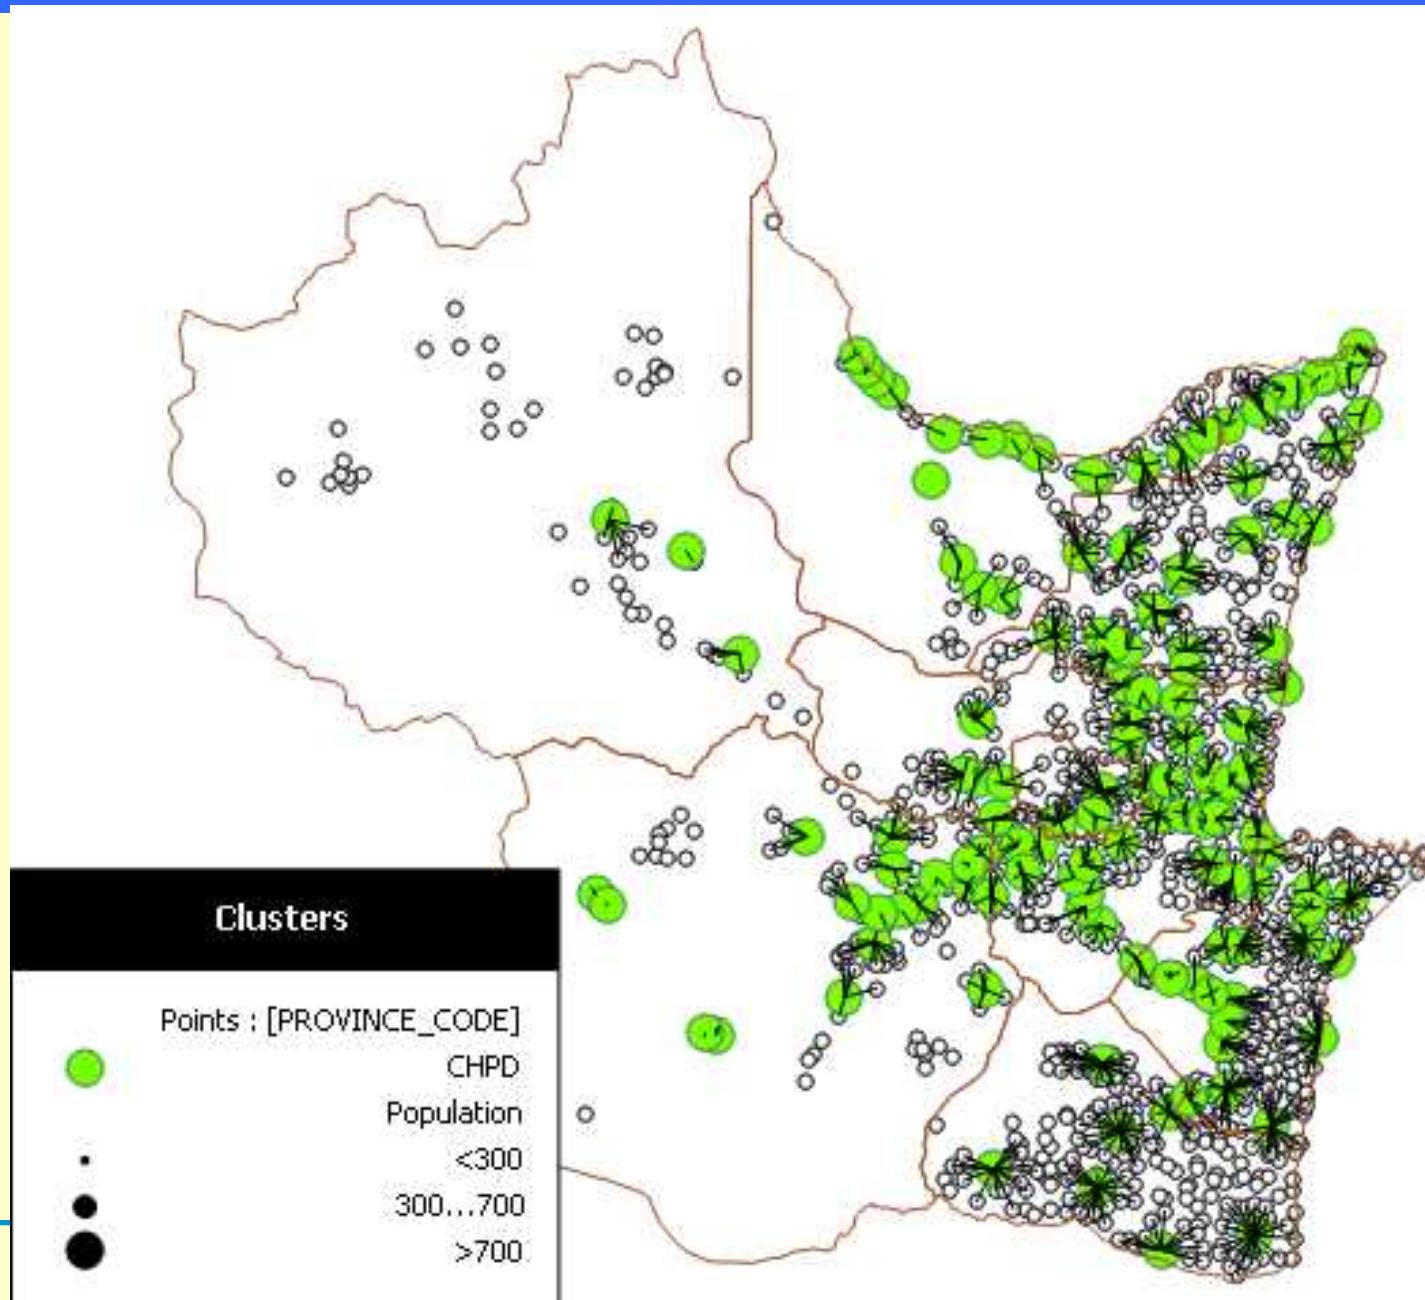 Clusters
Points : [PROVINCE_CODE]
CHPD
Population
<300
300...700
>700